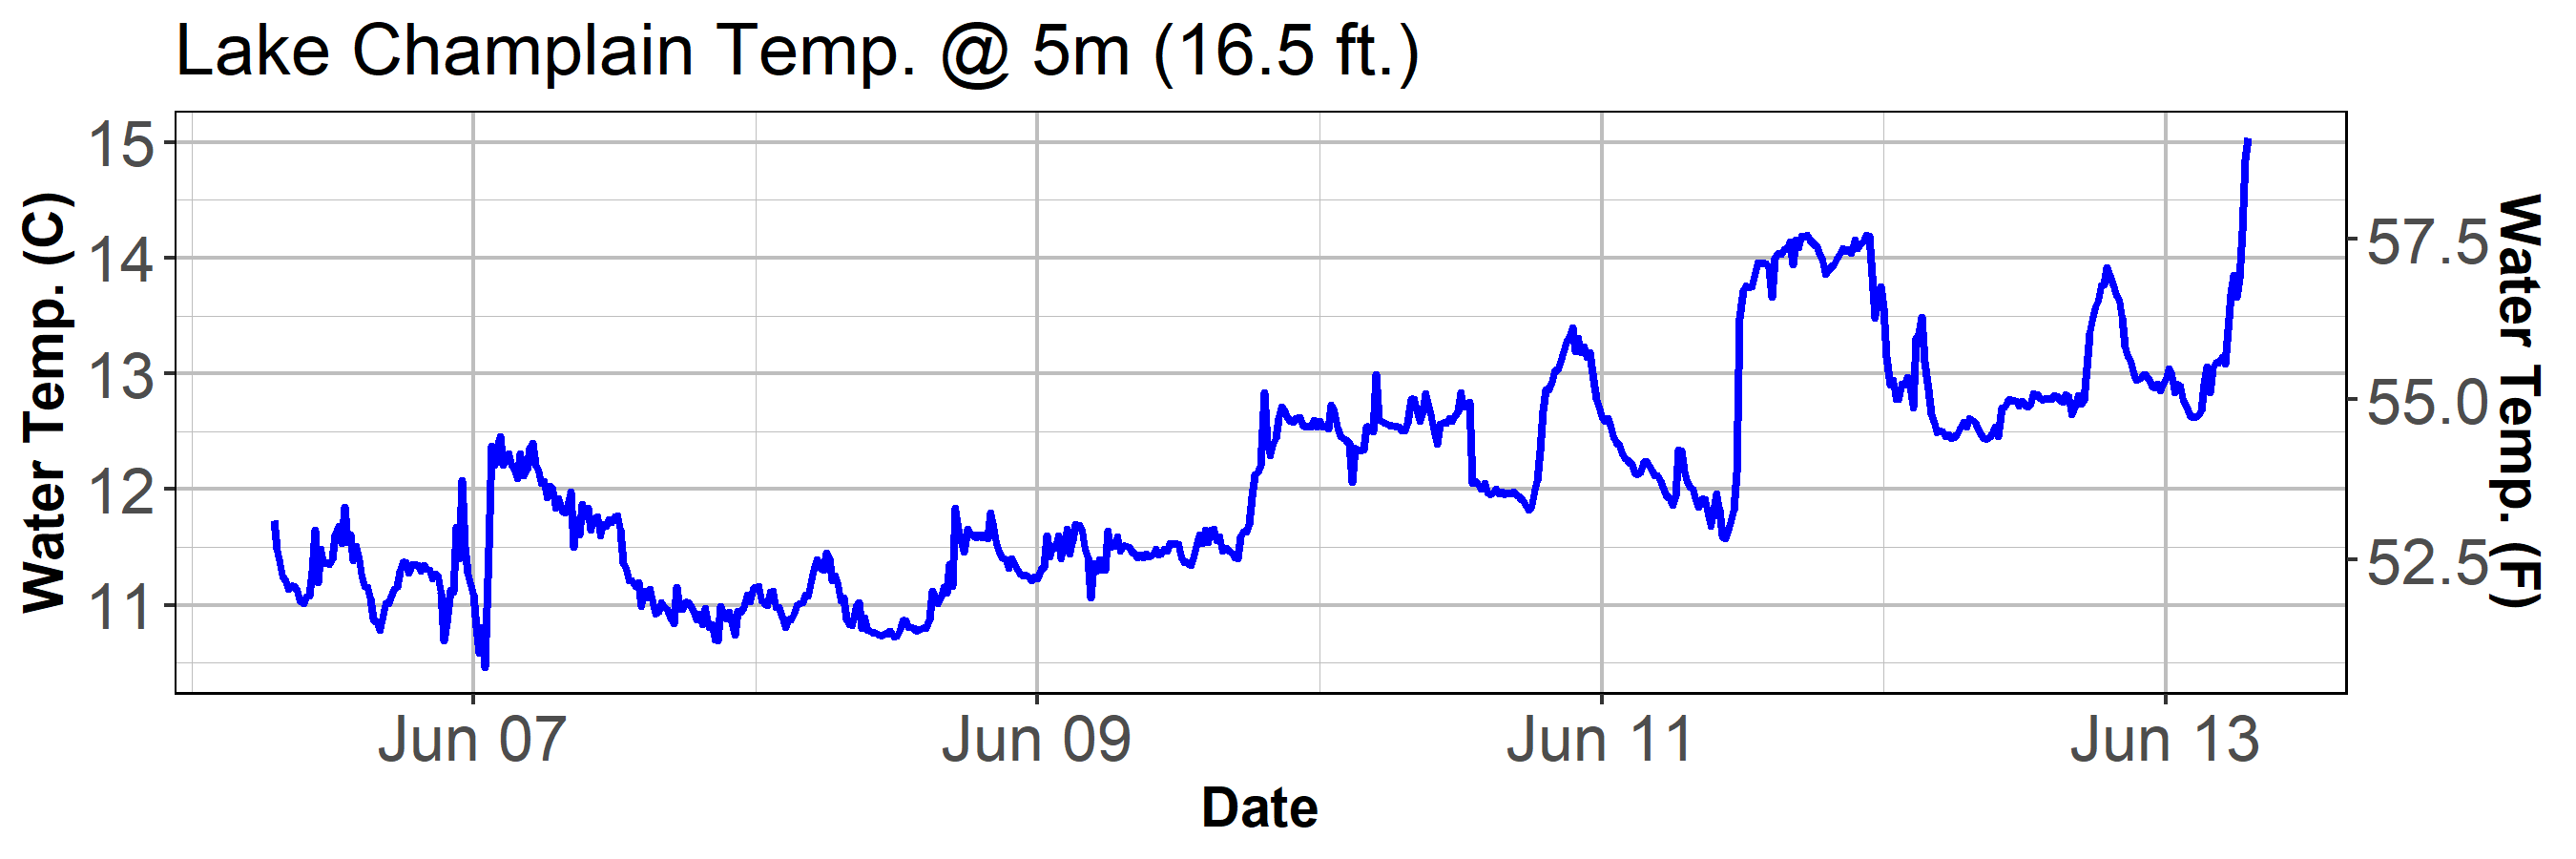 Lake Champlain Temp. @ 5m (16.5 ft.)
Water Temp. (C)
15
14
13
12
11
57.5
55.0
52.5
Water Temp. (F)
Jun 07 Jun 09 Jun 11 Jun 13
Date